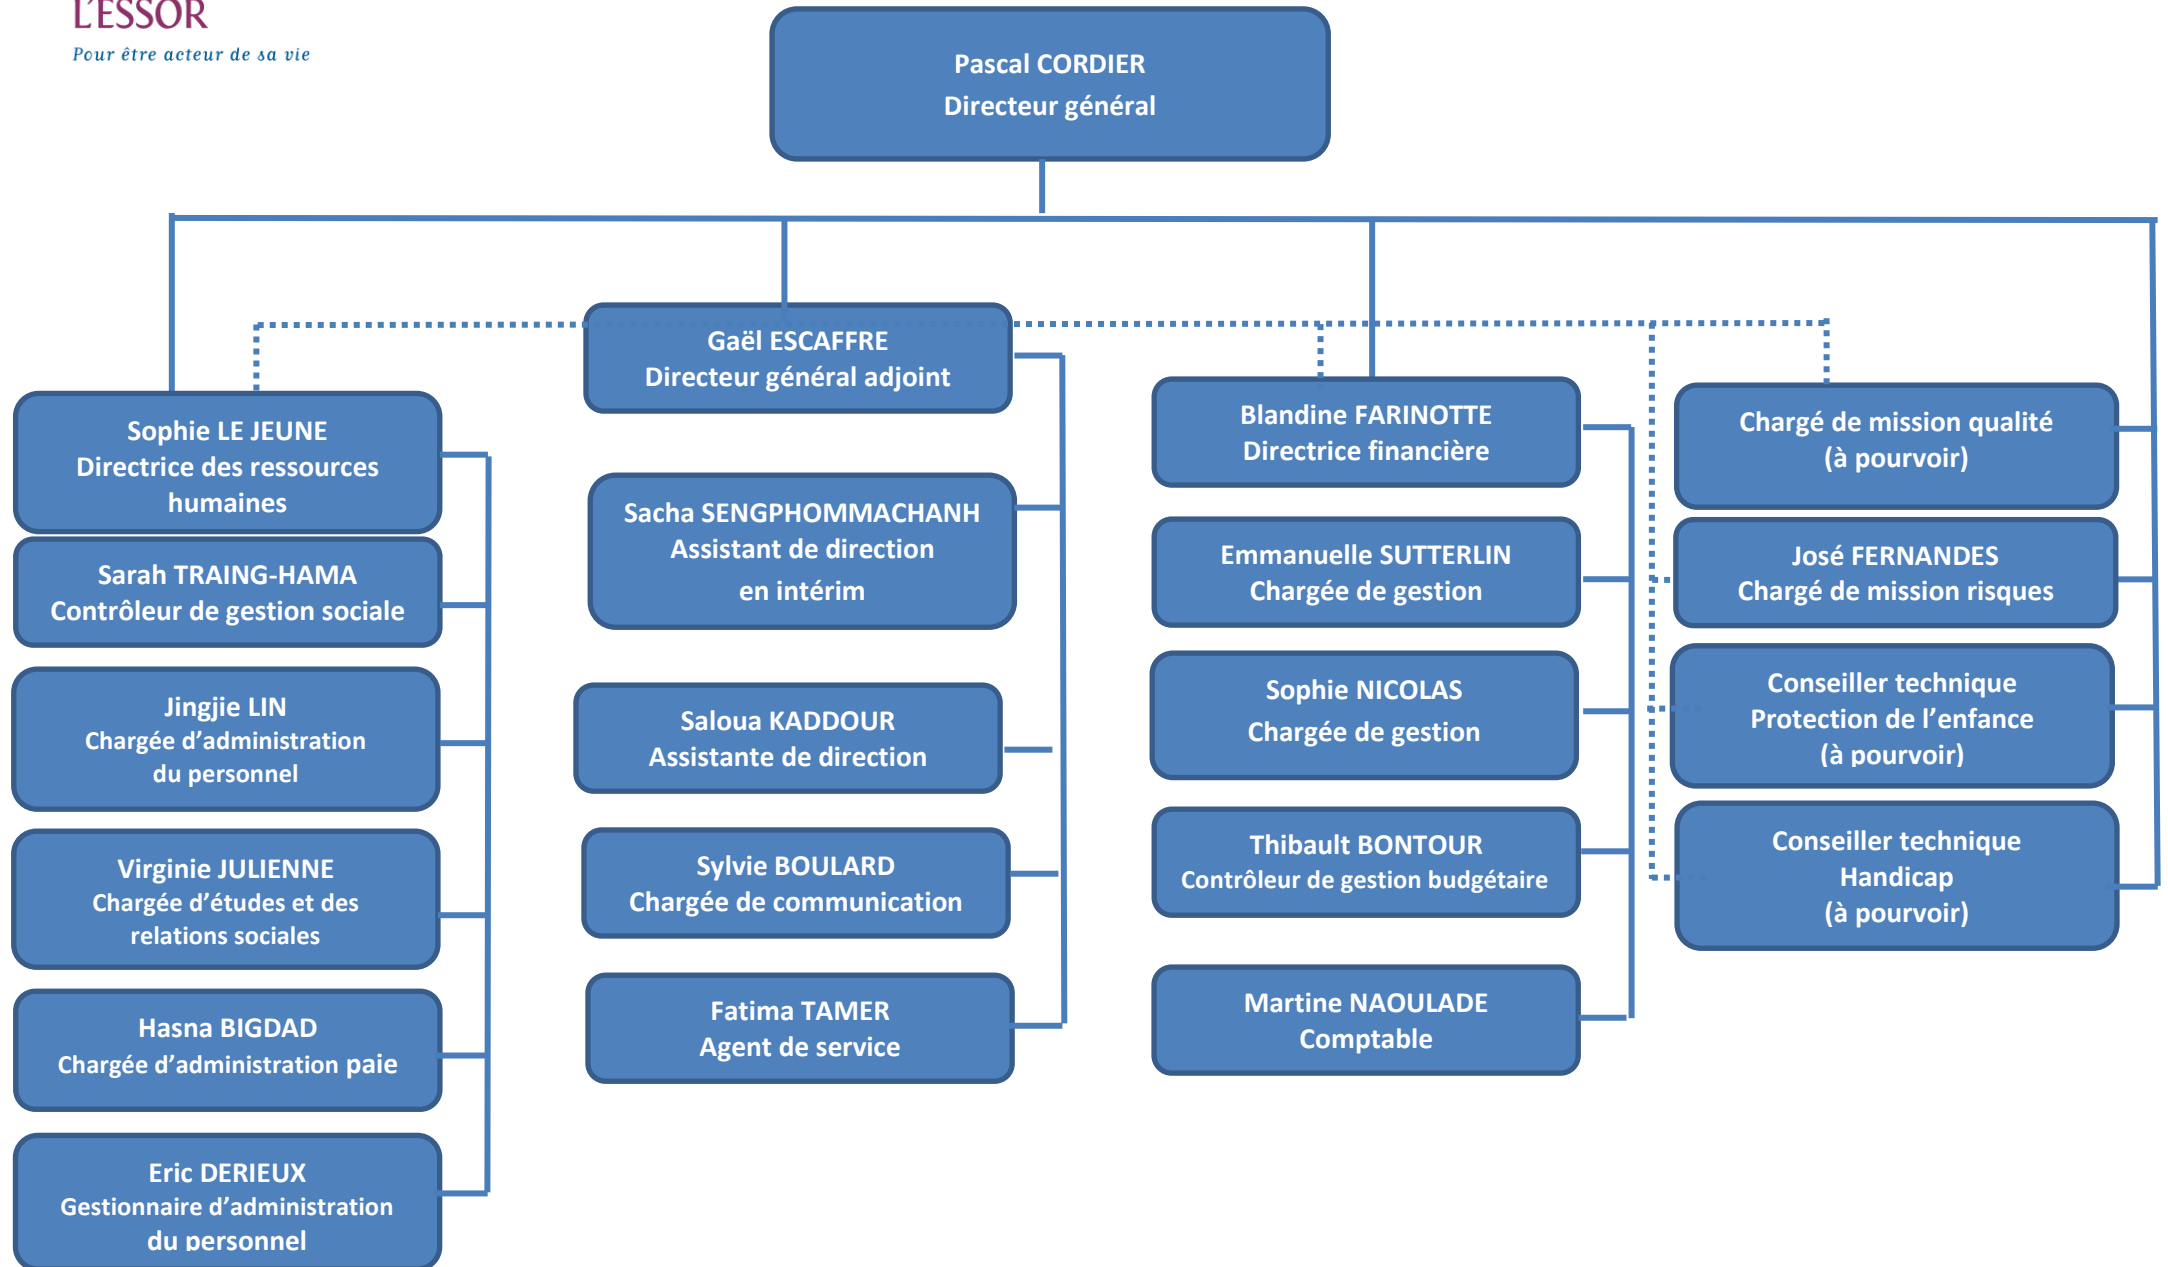 L'ESSOR
Pour être acteur de sa vie
Pascal CORDIER
Directeur général
Gaël ESCAFFRE
Directeur général adjoint
Sophie LE JEUNE
Directrice des ressources
humaines
Sarah TRAING-HAMA
Contrôleur de gestion sociale
Jingjie LIN
Chargée d’administration
du personnel
Virginie JULIENNE
Chargée d’études et des
relations sociales
Hasna BIGDAD
Chargée d’administration paie
Eric DERIEUX
Gestionnaire d’administration
du personnel
Sacha SENGPHOMMACHANH
Assistant de direction
en intérim
Saloua KADDOUR
Assistante de direction
Sylvie BOULARD
Chargée de communication
Fatima TAMER
Agent de service
Blandine FARINOTTE
Directrice financière
Emmanuelle SUTTERLIN
Chargée de gestion
Sophie NICOLAS
Chargée de gestion
Thibault BONTOUR
Contrôleur de gestion budgétaire
Martine NAOULADE
Comptable
Chargé de mission qualité
(à pourvoir)
José FERNANDES
Chargé de mission risques
Conseiller technique
Protection de l’enfance
(à pourvoir)
Conseiller technique
Handicap
(à pourvoir)